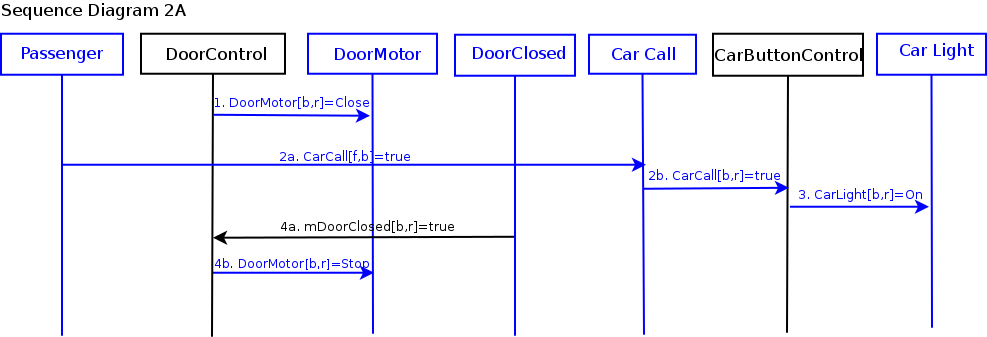 Sequence Diagram 2A
Passenger
DoorControl
DoorMotor
DoorClosed
Car Call
CarButtonControl
Car Light
1. DoorMotor[b,r]=Close
2a. CarCall[f,b]=true
2b. CarCall[b,r]=true
3. CarLight[b,r]=On
4a. mDoorClosed[b,r]=true
4b. DoorMotor[b,r]=Stop